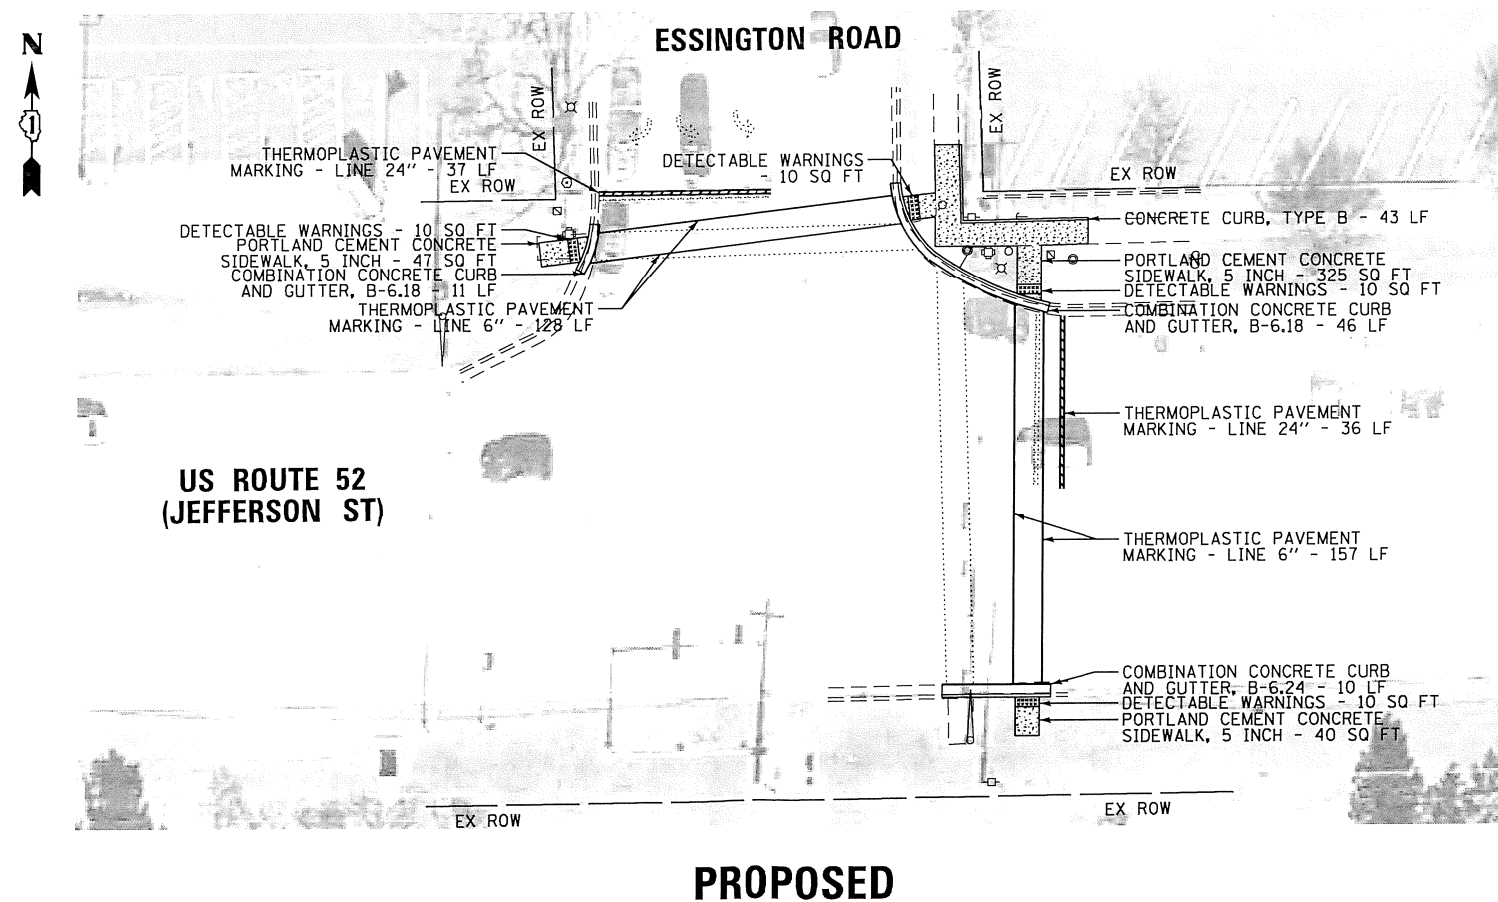 ESSINGTON ROAD
N
1
EX ROW
EX ROW
THERMOPLASTIC PAVEMENT
MARKING - LINE 24" - 37 LF
EX ROW
DETECTABLE WARNINGS
- 10 SQ FT
EX ROW
DETECTABLE WARNINGS - 10 SQ FT
PORTLAND CEMENT CONCRETE
SIDEWALK, 5 INCH - 47 SQ FT
COMBINATION CONCRETE CURB
AND GUTTER, B-6.18 - 11 LF
THERMOPLASTIC PAVEMENT
MARKING - LINE 6" - 128 LF
CONCRETE CURB, TYPE B - 43 LF
PORTLAND CEMENT CONCRETE
SIDEWALK, 5 INCH - 325 SQ FT
DETECTABLE WARNINGS - 10 SQ FT
COMBINATION CONCRETE CURB
AND GUTTER, B-6.18 - 46 LF
THERMOPLASTIC PAVEMENT
MARKING - LINE 24" - 36 LF
US ROUTE 52
(JEFFERSON ST)
THERMOPLASTIC PAVEMENT
MARKING - LINE 6" - 157 LF
COMBINATION CONCRETE CURB
AND GUTTER, B-6.24 - 10 LF
DETECTABLE WARNINGS - 10 SQ FT
PORTLAND CEMENT CONCRETE
SIDEWALK, 5 INCH - 40 SQ FT
EX ROW
EX ROW
PROPOSED